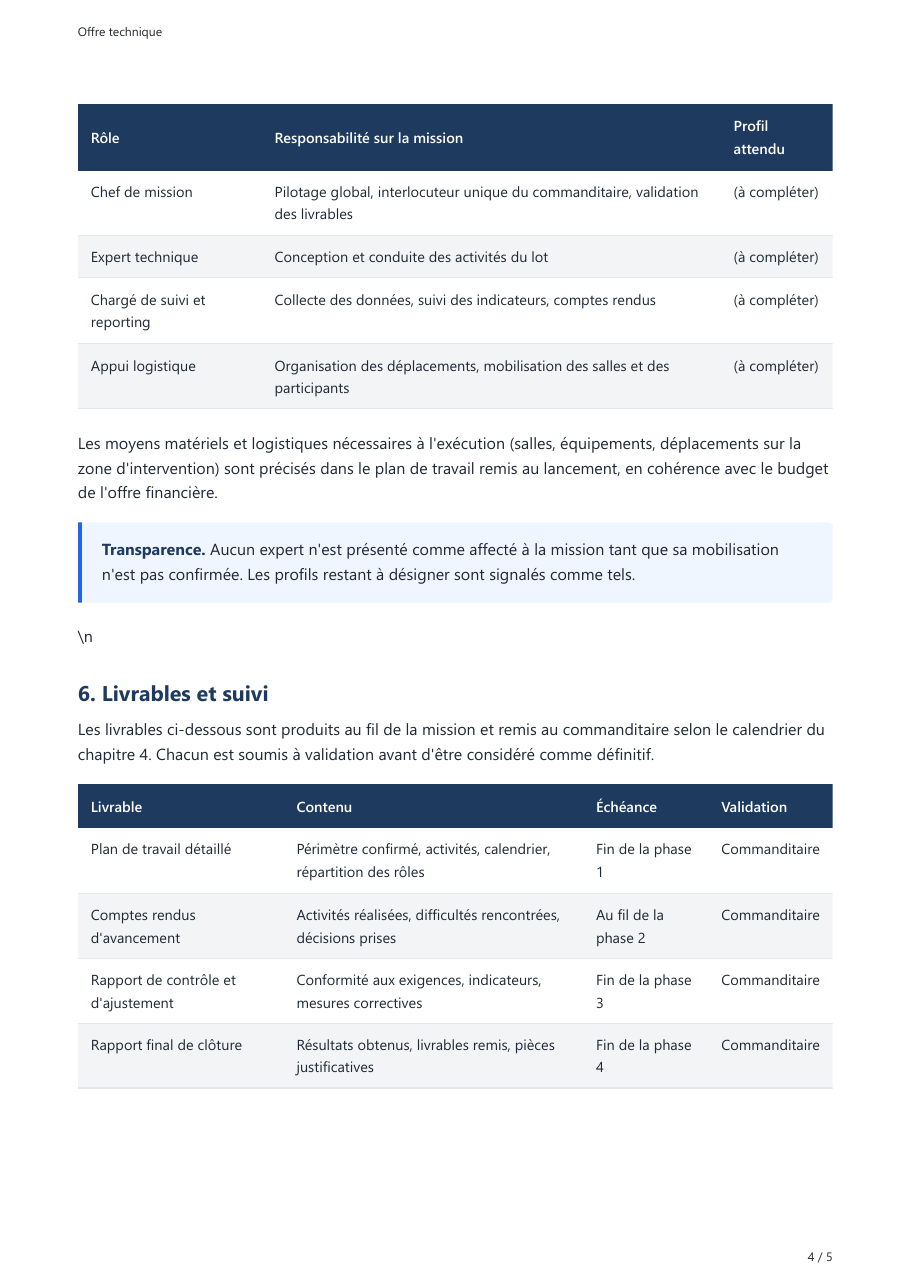 Offre technique
Rôle
Responsabilité sur la mission
Profil
attendu
Chef de mission
Pilotage global, interlocuteur unique du commanditaire, validation
des livrables
(à compléter)
Expert technique
Conception et conduite des activités du lot
(à compléter)
Chargé de suivi et
reporting
Collecte des données, suivi des indicateurs, comptes rendus
(à compléter)
Appui logistique
Organisation des déplacements, mobilisation des salles et des
participants
(à compléter)
Les moyens matériels et logistiques nécessaires à l'exécution (salles, équipements, déplacements sur la
zone d'intervention) sont précisés dans le plan de travail remis au lancement, en cohérence avec le budget
de l'offre financière.
Transparence. Aucun expert n'est présenté comme affecté à la mission tant que sa mobilisation
n'est pas confirmée. Les profils restant à désigner sont signalés comme tels.
\n
6. Livrables et suivi
Les livrables ci-dessous sont produits au fil de la mission et remis au commanditaire selon le calendrier du
chapitre 4. Chacun est soumis à validation avant d'être considéré comme définitif.
Livrable
Contenu
Échéance
Validation
Plan de travail détaillé
Périmètre confirmé, activités, calendrier,
répartition des rôles
Fin de la phase
1
Commanditaire
Comptes rendus
d'avancement
Activités réalisées, difficultés rencontrées,
décisions prises
Au fil de la
phase 2
Commanditaire
Rapport de contrôle et
d'ajustement
Conformité aux exigences, indicateurs,
mesures correctives
Fin de la phase
3
Commanditaire
Rapport final de clôture
Résultats obtenus, livrables remis, pièces
justificatives
Fin de la phase
4
Commanditaire
4 / 5